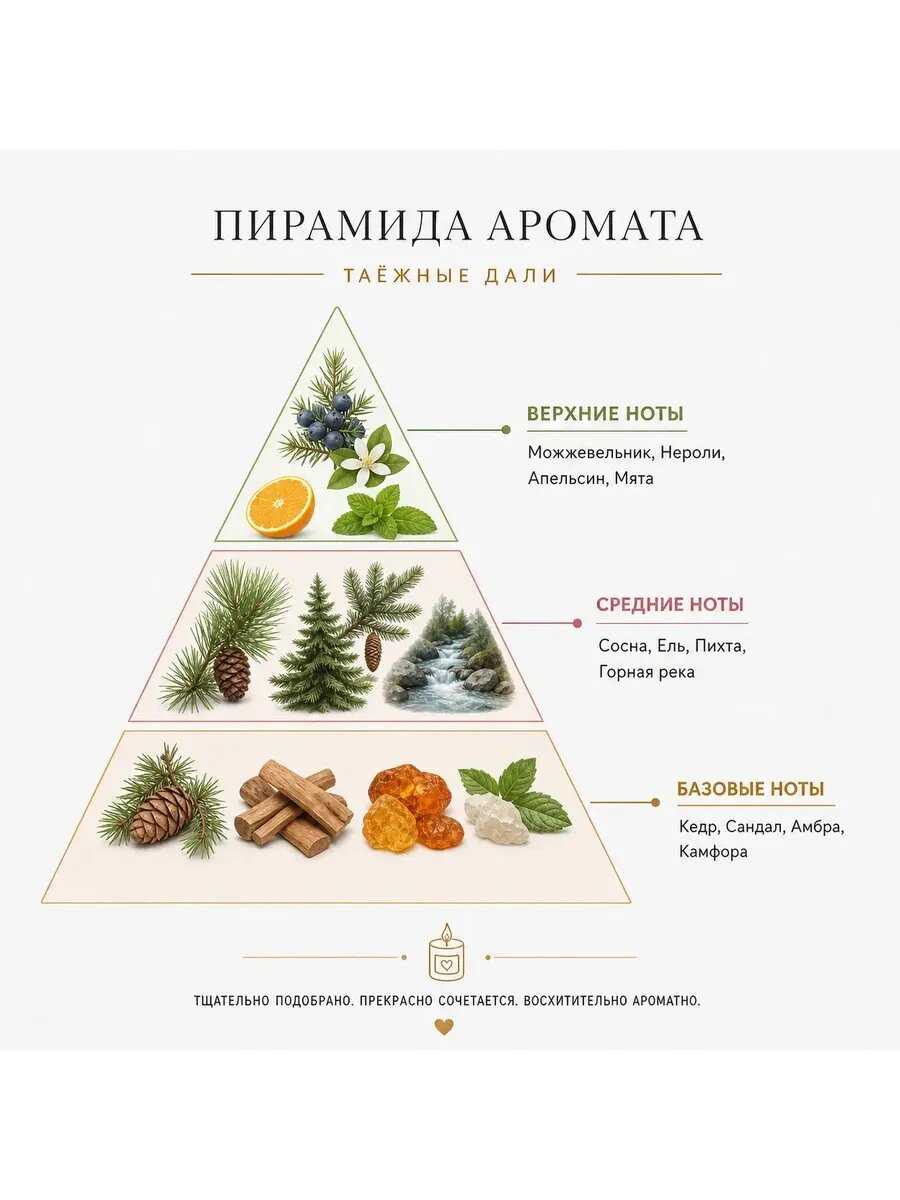 ПИРАМИДА АРОМАТА
ТАЁЖНЫЕ ДАЛИ
ВЕРХНИЕ НОТЫ
Можжевельник, Нероли,
Апельсин, Мята
СРЕДНИЕ НОТЫ
Сосна, Ель, Пихта,
Горная река
БАЗОВЫЕ НОТЫ
Кедр, Сандал, Амбра,
Камфора
ТЩАТЕЛЬНО ПОДОБРАНО. ПРЕКРАСНО СОЧЕТАЕТСЯ. ВОСХИТИТЕЛЬНО АРОМАТНО.